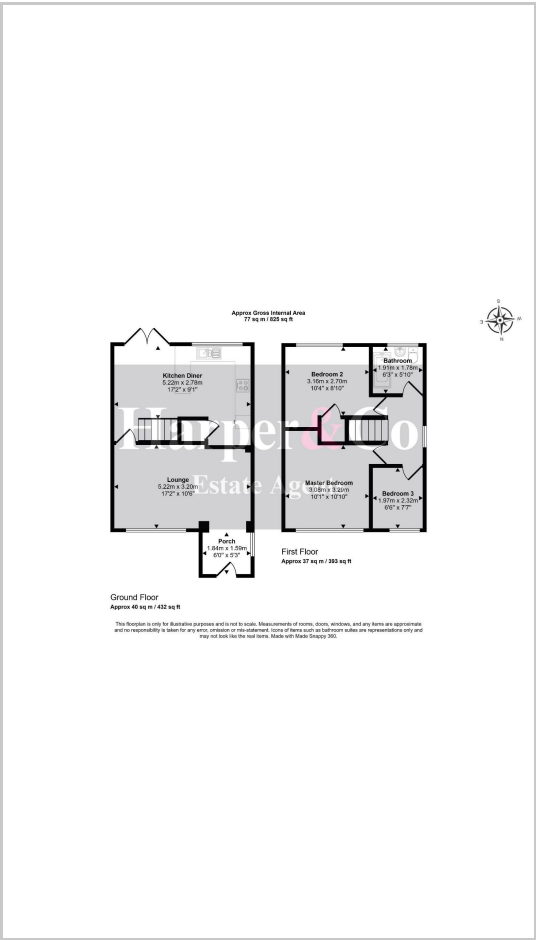 Approx Gross Internal Area
77 sq m / 825 sq ft
S
E
W
N
Kitchen Diner
5.22m x 2.78m
17'2" x 9'1"
Bedroom 2
3.16m x 2.70m
10'4" x 8'10"
Bathroom
1.91m x 1.78m
6'3" x 5'10"
Harper & Co
Estate Agents
Lounge
5.22m x 3.20m
17'2" x 10'6"
Master Bedroom
3.08m x 3.29m
10'1" x 10'10"
Bedroom 3
1.97m x 2.32m
6'6" x 7'7"
Porch
1.84m x 1.59m
6'0" x 5'3"
First Floor
Approx 37 sq m / 393 sq ft
Ground Floor
Approx 40 sq m / 432 sq ft
This floorplan is only for illustrative purposes and is not to scale. Measurements of rooms, doors, windows, and any items are approximate
and no responsibility is taken for any error, omission or mis-statement. Icons of items such as bathroom suites are representations only and
may not look like the real items. Made with Made Snappy 360.